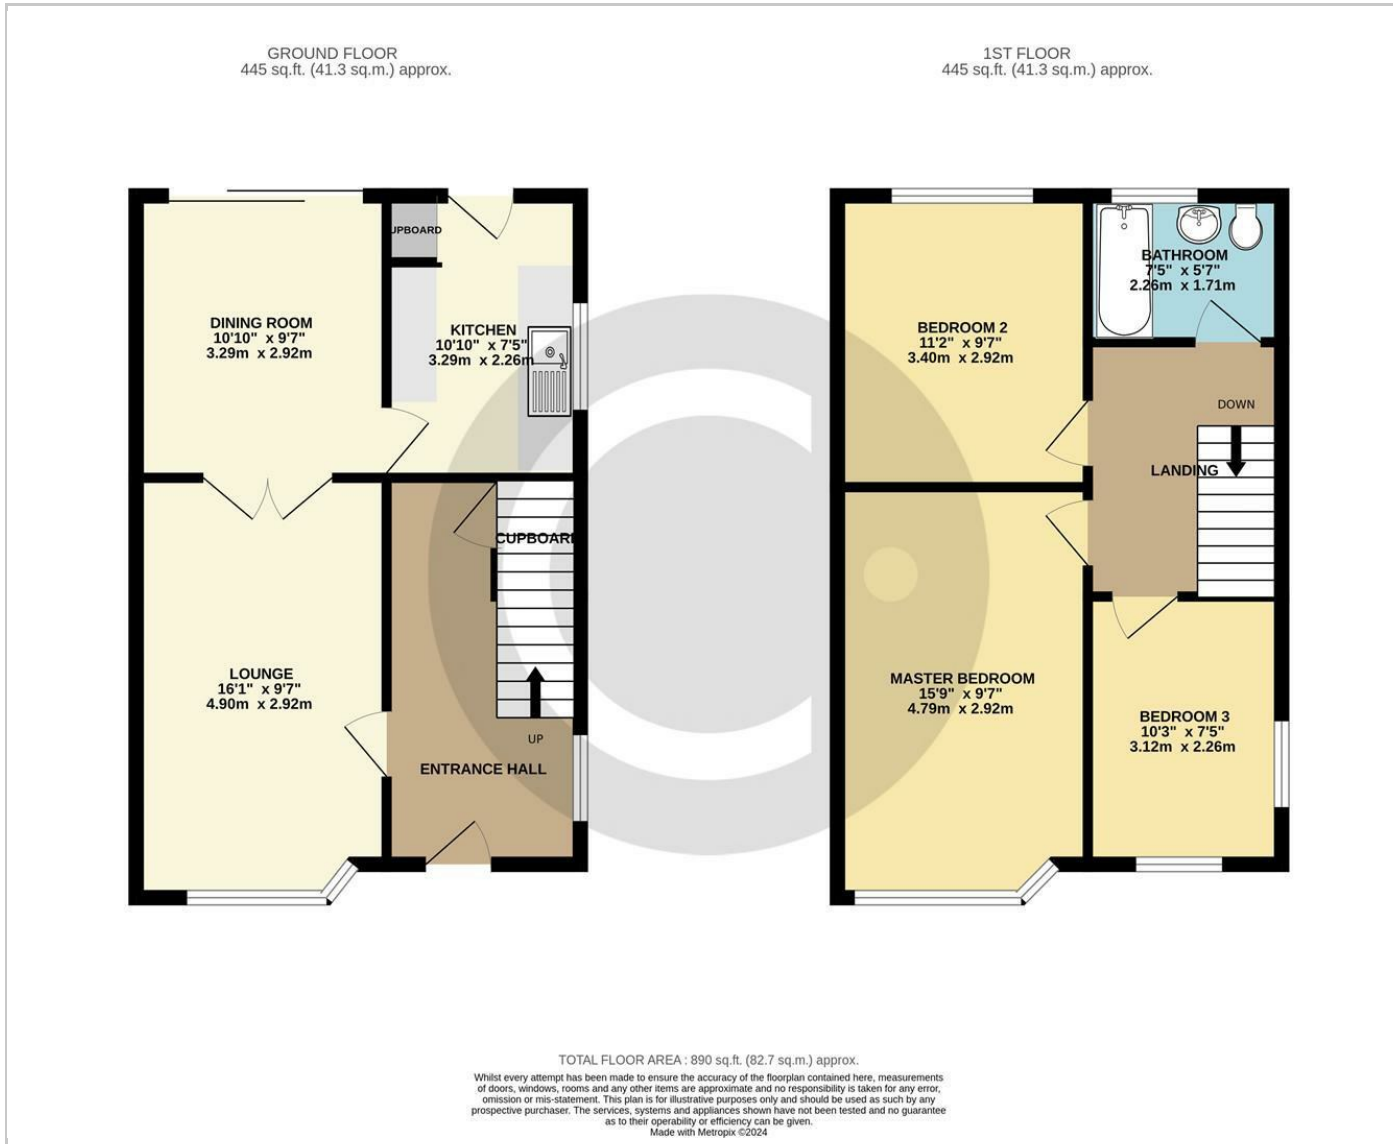 GROUND FLOOR
445 sq.ft. (41.3 sq.m.) approx.
UPBOARD
DINING ROOM
10'10" x 9'7"
3.29m x 2.92m
KITCHEN
10'10" x 7'5"
3.29m x 2.26m
CUPBOARD
LOUNGE
16'1" x 9'7"
4.90m x 2.92m
UP
ENTRANCE HALL
1ST FLOOR
445 sq.ft. (41.3 sq.m.) approx.
BATHROOM
7'5" x 5'7"
2.26m x 1.71m
BEDROOM 2
11'2" x 9'7"
3.40m x 2.92m
DOWN
LANDING
MASTER BEDROOM
15'9" x 9'7"
4.79m x 2.92m
BEDROOM 3
10'3" x 7'5"
3.12m x 2.26m
TOTAL FLOOR AREA : 890 sq.ft. (82.7 sq.m.) approx.
Whilst every attempt has been made to ensure the accuracy of the floorplan contained here, measurements
of doors, windows, rooms and any other items are approximate and no responsibility is taken for any error,
omission or mis-statement. This plan is for illustrative purposes only and should be used as such by any
prospective purchaser. The services, systems and appliances shown have not been tested and no guarantee
as to their operability or efficiency can be given.
Made with Metropix ©2024